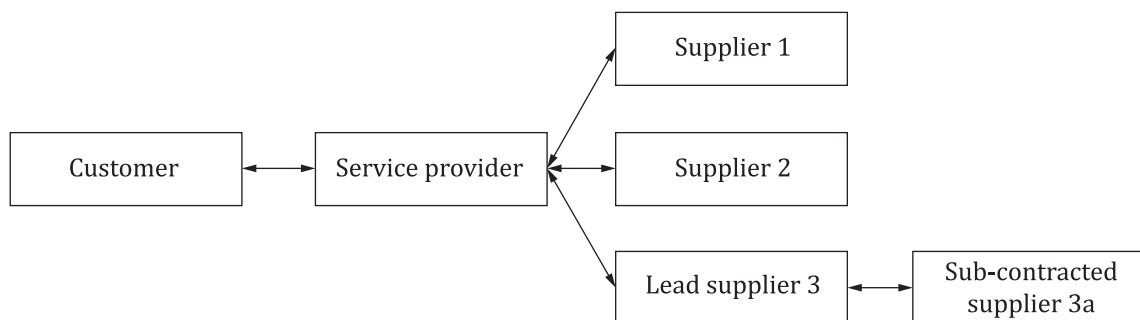 Supplier 1
Customer
Service provider
Supplier 2
Lead supplier 3
Sub-contracted
supplier 3a